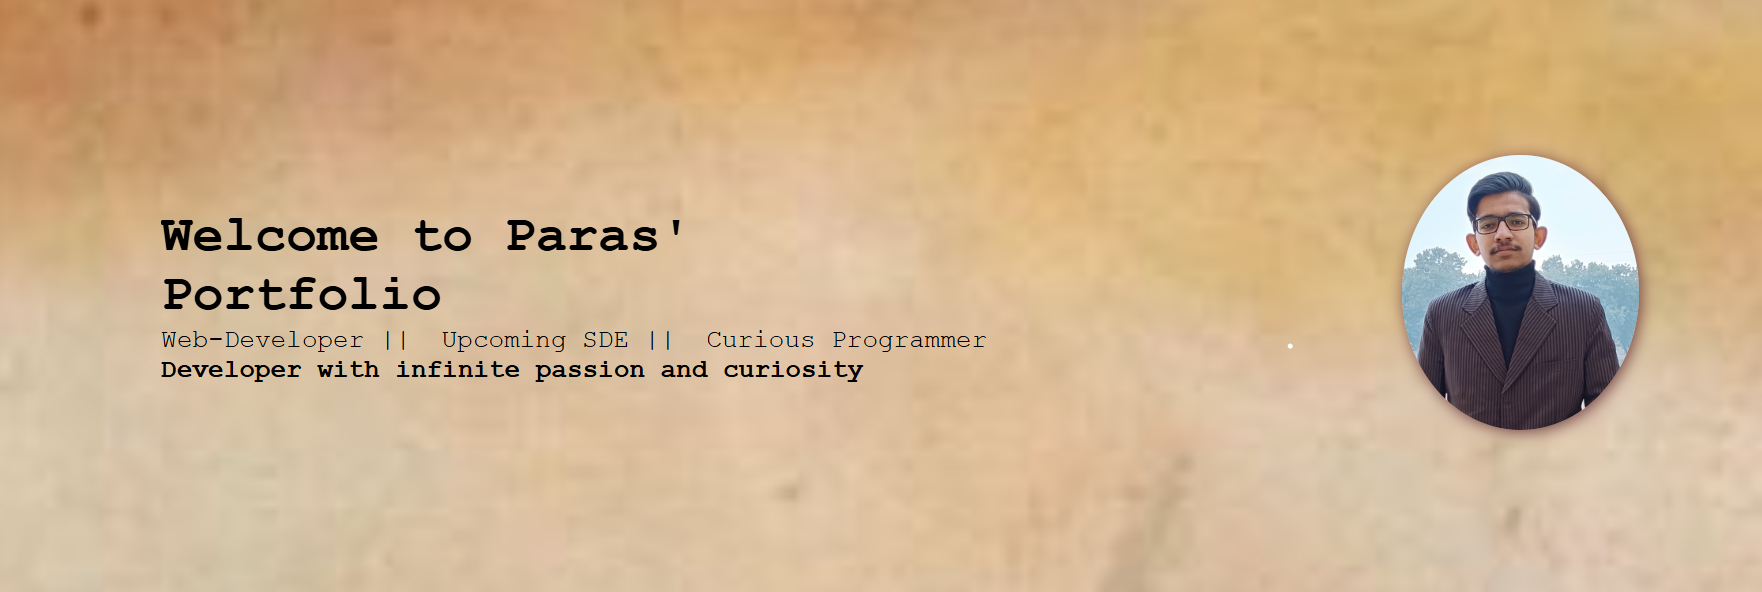 Welcome to Paras'
Portfolio
Web-Developer ||  Upcoming SDE ||  Curious Programmer
Developer with infinite passion and curiosity